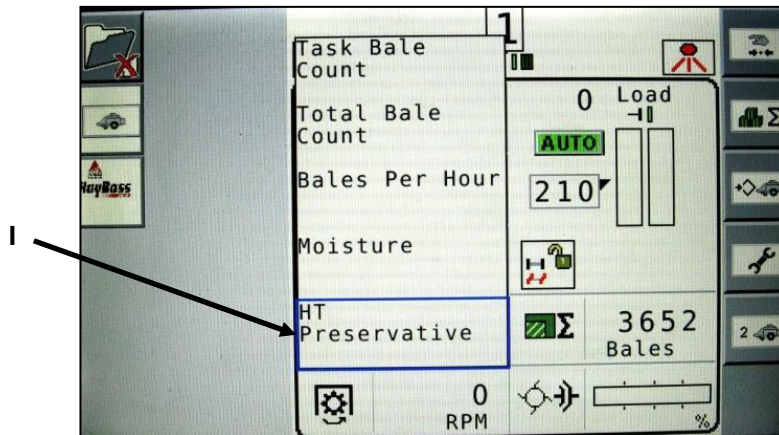 1
Task Bale
Count
Total Bale
Count
Bales Per Hour
Moisture
HT
Preservative
0 Load
AUTO
210
Σ
Σ 3652
Bales
0
RPM
%
2
HayBoss
I